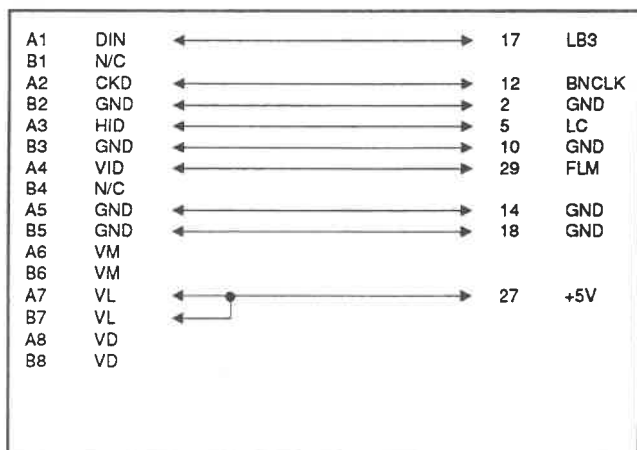 A1 DIN 17 LB3
B1 N/C
A2 CKD 12 BNCLK
B2 GND 2 GND
A3 HID 5 LC
B3 GND 10 GND
A4 VID 29 FLM
B4 N/C
A5 GND 14 GND
B5 GND 18 GND
A6 VM
B6 VM
A7 VL 27 +5V
B7 VL
A8 VD
B8 VD